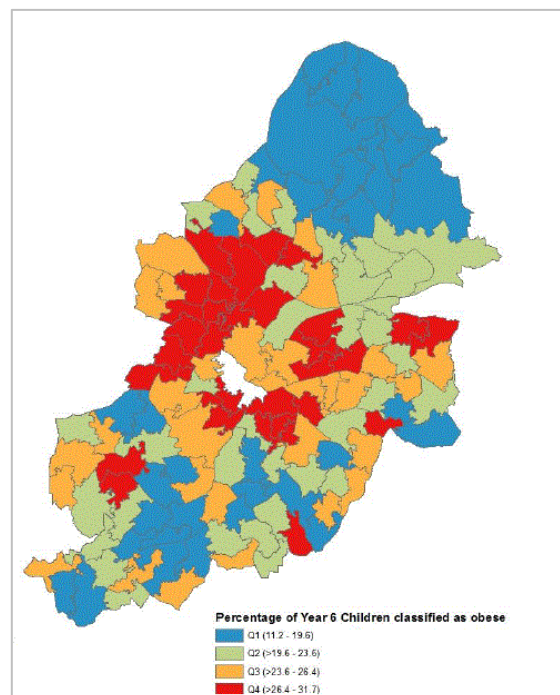 Percentage of Year 6 Children classified as obese
Q1 (11.2 - 19.6)
Q2 (>19.6 - 23.6)
Q3 (>23.6 - 26.4)
Q4 (>26.4 - 31.7)